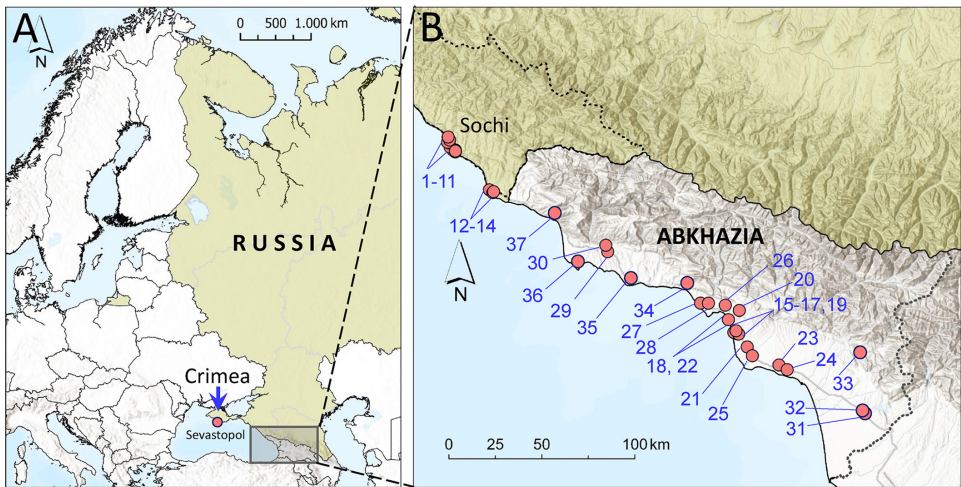 A
0 500 1.000 km
N
RUSSIA
Crimea
Sevastopol
B
Sochi
1-11
12-14
37
ABKHAZIA
30
26
N
20
36
29
34
15-17, 19
35
27
28
23
18, 22
24
21
33
25
32
31
0 50 100 km